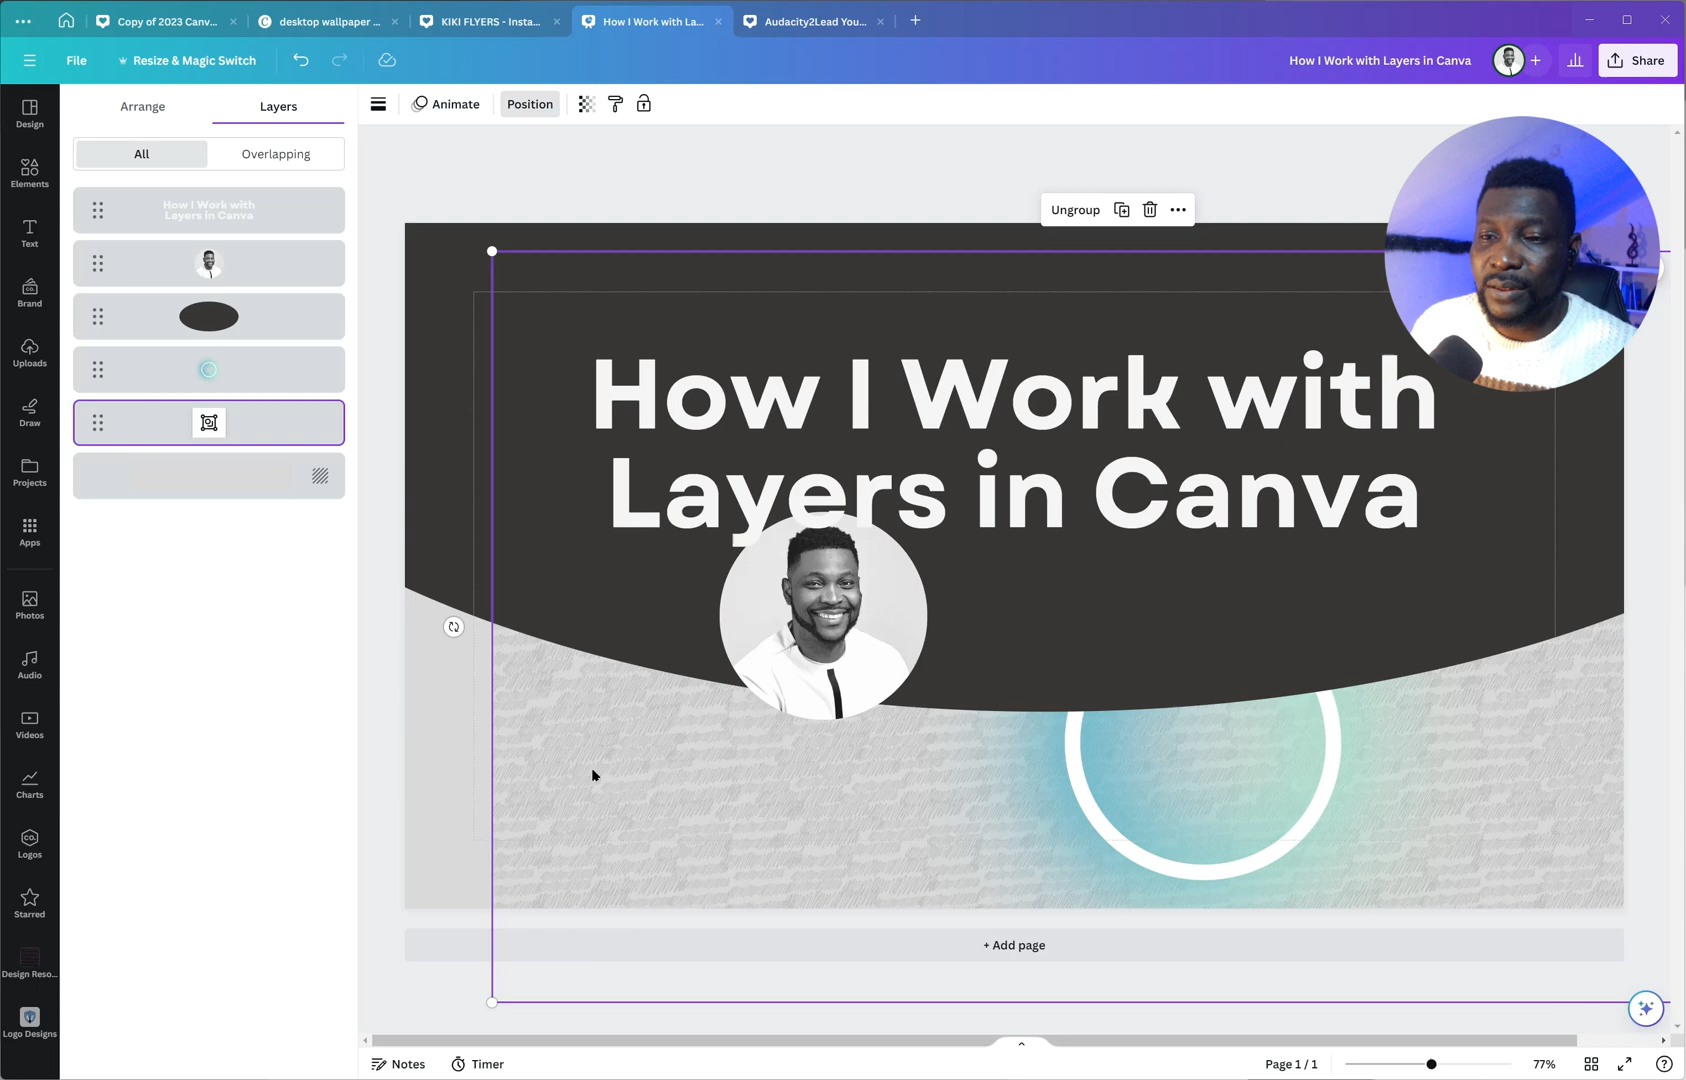 Copy of 2023 Canv...
desktop wallpaper ...
KIKI FLYERS - Insta...
How I Work with La...
Audacity2Lead You...
File
Resize & Magic Switch
How I Work with Layers in Canva
Share
Design
Elements
Text
Brand
Uploads
Draw
Projects
Apps
Photos
Audio
Videos
Charts
Logos
Starred
Design Reso...
Logo Designs
Arrange
Layers
All
Overlapping
How I Work with
Layers in Canva
Animate
Position
Ungroup
How I Work with
Layers in Canva
+ Add page
Notes
Timer
Page 1 / 1
77%